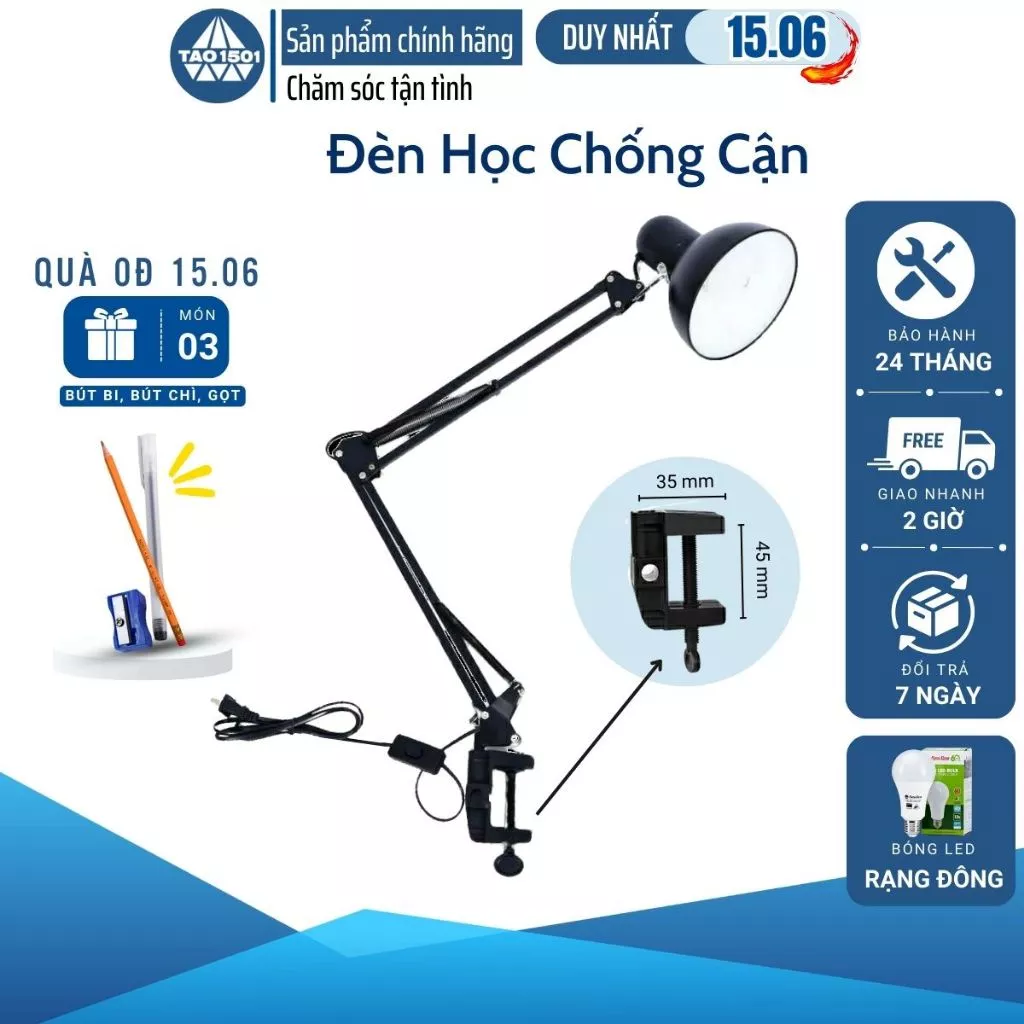 TAO1501
Sản phẩm chính hãng
Chăm sóc tận tình
DUY NHẤT
15.06
Đèn Học Chống Cận
QUÀ 0Đ 15.06
MÓN
03
BÚT BI, BÚT CHÌ, GỌT
35 mm
45 mm
BẢO HÀNH
24 THÁNG
FREE
GIAO NHANH
2 GIỜ
ĐỔI TRẢ
7 NGÀY
BÓNG LED
RẠNG ĐÔNG